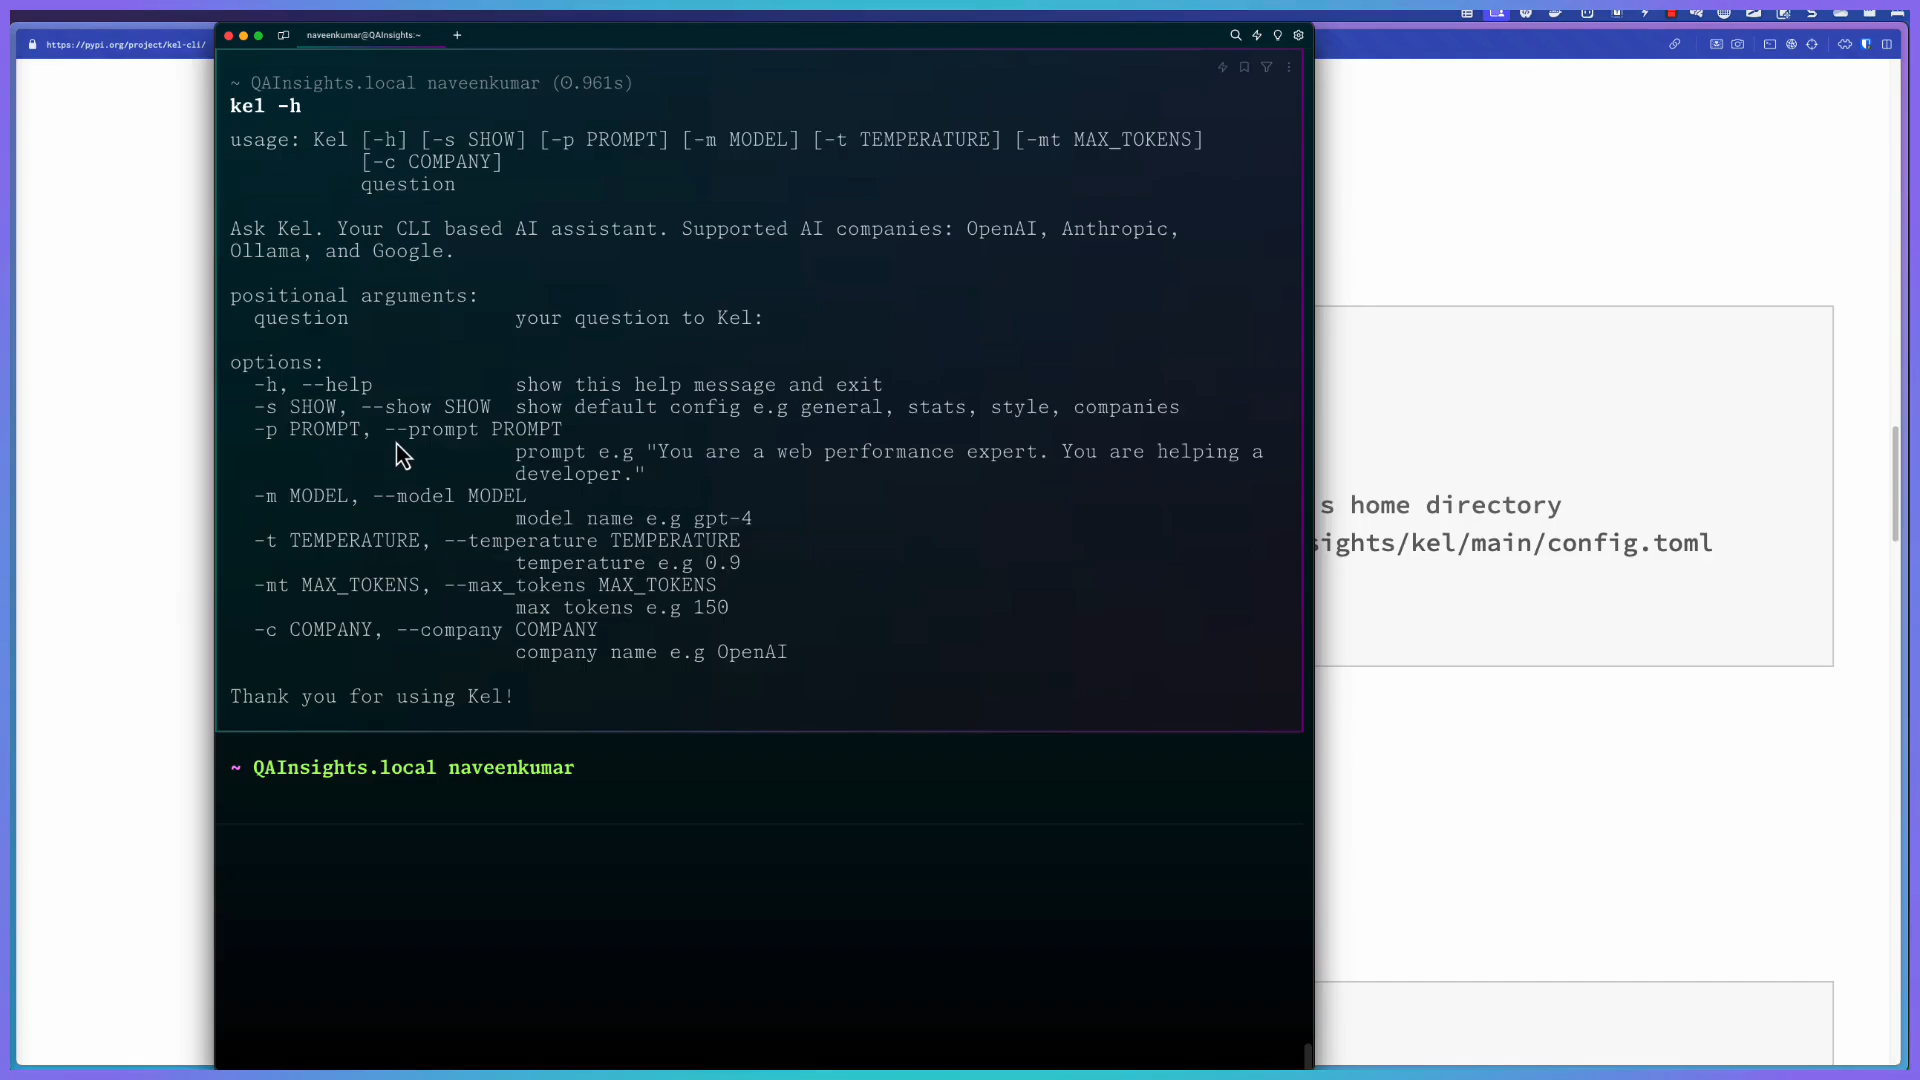 https://pypi.org/project/kel-cli/
naveenkumar@QAInsights:~
~ QAInsights.local naveenkumar (0.961s)
kel -h
usage: Kel [-h] [-s SHOW] [-p PROMPT] [-m MODEL] [-t TEMPERATURE] [-mt MAX_TOKENS]
[-c COMPANY]
question
Ask Kel. Your CLI based AI assistant. Supported AI companies: OpenAI, Anthropic,
Ollama, and Google.
positional arguments:
question your question to Kel:
options:
-h, --help show this help message and exit
-s SHOW, --show SHOW show default config e.g general, stats, style, companies
-p PROMPT, --prompt PROMPT
prompt e.g "You are a web performance expert. You are helping a
developer."
-m MODEL, --model MODEL
model name e.g gpt-4
-t TEMPERATURE, --temperature TEMPERATURE
temperature e.g 0.9
-mt MAX_TOKENS, --max_tokens MAX_TOKENS
max tokens e.g 150
-c COMPANY, --company COMPANY
company name e.g OpenAI
Thank you for using Kel!
~ QAInsights.local naveenkumar
s home directory
sights/kel/main/config.toml